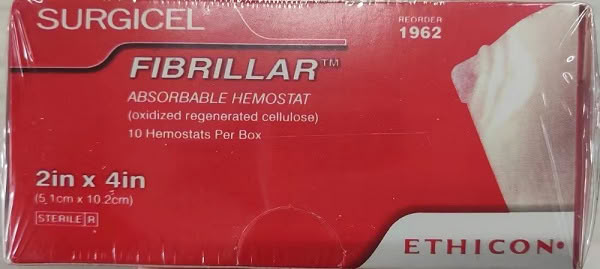 SURGICEL
REORDER
1962
FIBRILLAR™
ABSORBABLE HEMOSTAT
(oxidized regenerated cellulose)
10 Hemostats Per Box
2in x 4in
(5.1cm x 10.2cm)
STERILE R
ETHICON